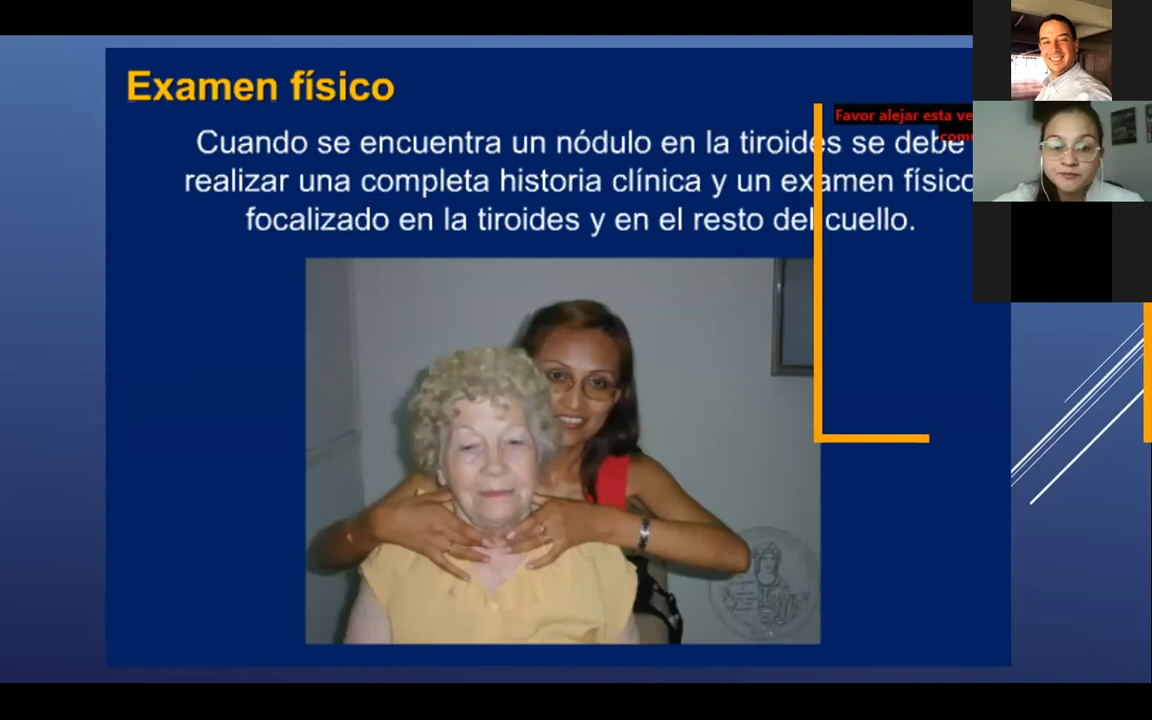 Examen físico
Favor alejar esta
Cuando se encuentra un nódulo en la tiroides se debe
realizar una completa historia clínica y un examen físico
focalizado en la tiroides y en el resto del cuello.